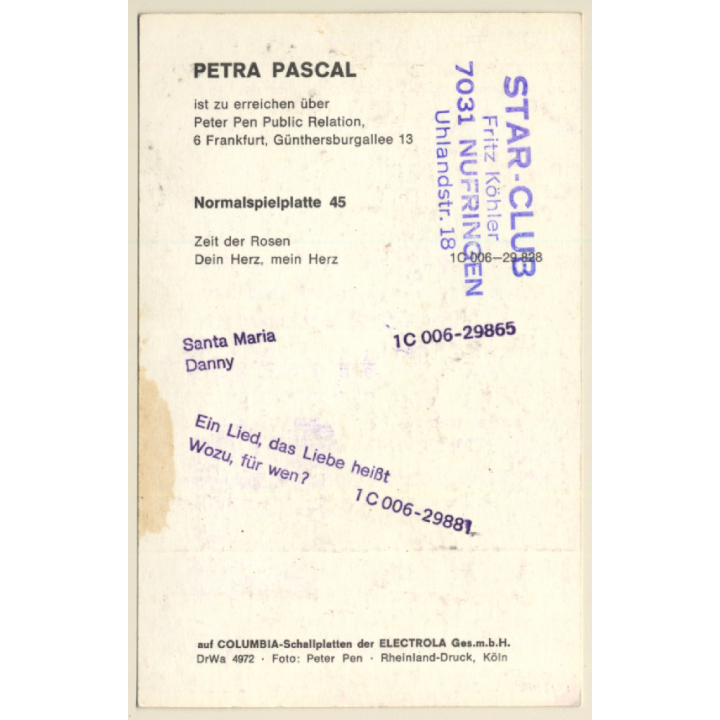 PETRA PASCAL
ist zu erreichen über
Peter Pen Public Relation,
6 Frankfurt, Günthersburgallee 13
STAR-CLUB
Fritz Köhler
7031 NUFRINGEN
Uhlandstr. 18
Normalspielplatte 45
Zeit der Rosen
Dein Herz, mein Herz
1C 006—29 828
Santa Maria
Danny
1C 006-29865
Ein Lied, das Liebe heißt
Wozu, für wen?
1C 006-29881
auf COLUMBIA-Schallplatten der ELECTROLA Ges.m.b.H.
DrWa 4972 · Foto: Peter Pen · Rheinland-Druck, Köln